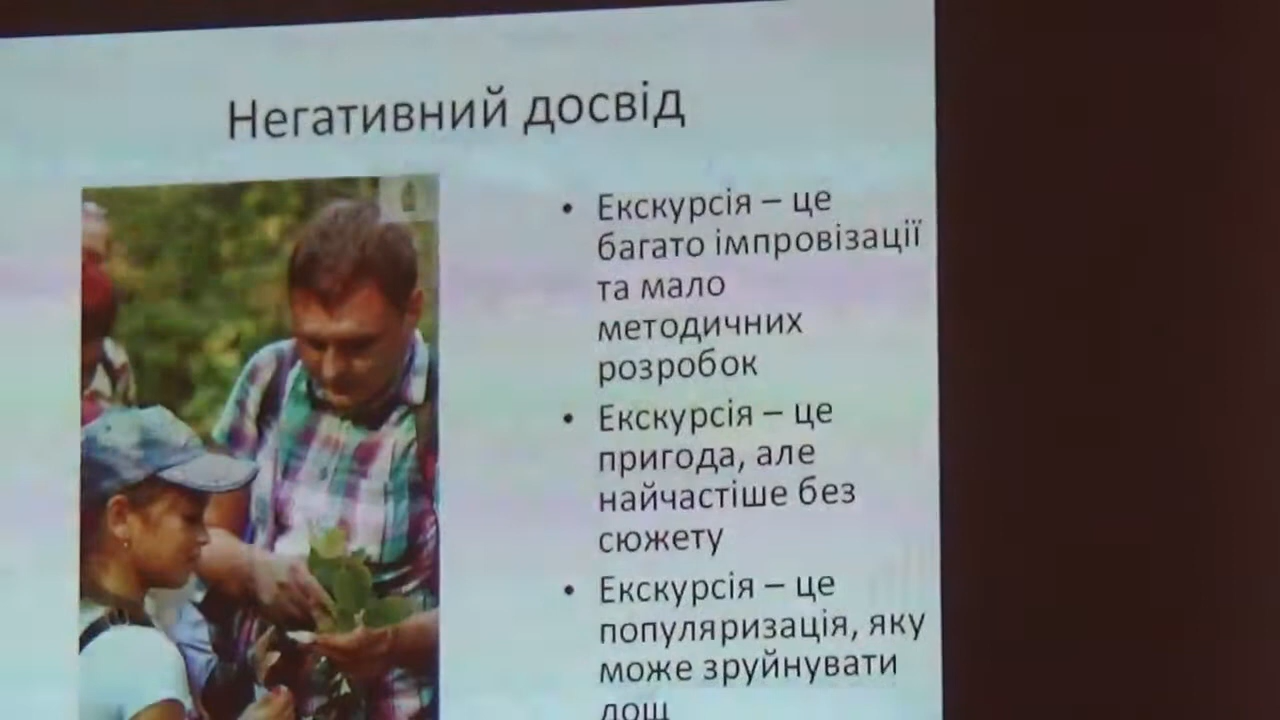 Негативний досвід
• Екскурсія – це
багато імпровізації
та мало
методичних
розробок
• Екскурсія – це
пригода, але
найчастіше без
сюжету
• Екскурсія – це
популяризація, яку
може зруйнувати
дощ